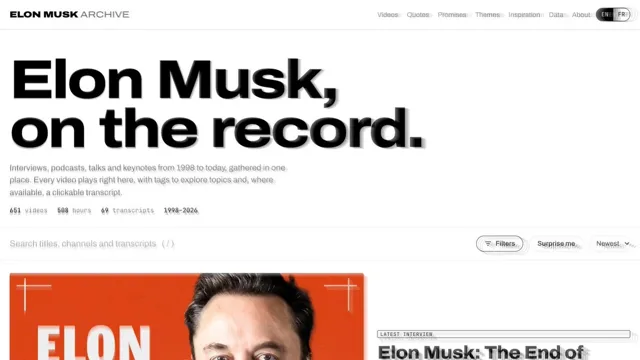 ELON MUSK ARCHIVE
Videos Quotes Promises Themes Inspiration Data About EN FR
Elon Musk,
on the record.
Interviews, podcasts, talks and keynotes from 1998 to today, gathered in one
place. Every video plays right here, with tags to explore topics and, where
available, a clickable transcript.
651 videos 508 hours 69 transcripts 1998–2026
Search titles, channels and transcripts ( / )
Filters Surprise me Newest
ELON
LATEST INTERVIEW
Elon Musk: The End of